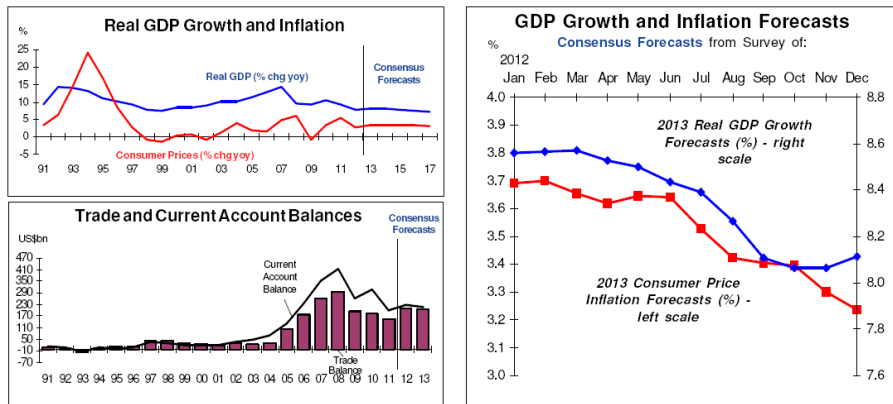 Real GDP Growth and Inflation
%
25
20
15
10
5
0
-5
Real GDP (% chg yoy)
Consensus
Forecasts
Consumer Prices (% chg yoy)
91 93 95 97 99 01 03 05 07 09 11 13 15 17
Trade and Current Account Balances
Consensus
Forecasts
US$bn
470
410
350
290
230
170
110
50
-10
-70
Current
Account
Balance
Trade
Balance
91 92 93 94 95 96 97 98 99 00 01 02 03 04 05 06 07 08 09 10 11 12 13
GDP Growth and Inflation Forecasts
Consensus Forecasts from Survey of:
%
2012
Jan Feb Mar Apr May Jun Jul Aug Sep Oct Nov Dec
4.0 8.8
3.9
3.8 8.6
3.7
3.6 8.4
3.5 8.2
3.4
3.3 8.0
3.2 7.8
3.1
3.0 7.6
2013 Real GDP Growth
Forecasts (%) - right
scale
2013 Consumer Price
Inflation Forecasts (%) -
left scale